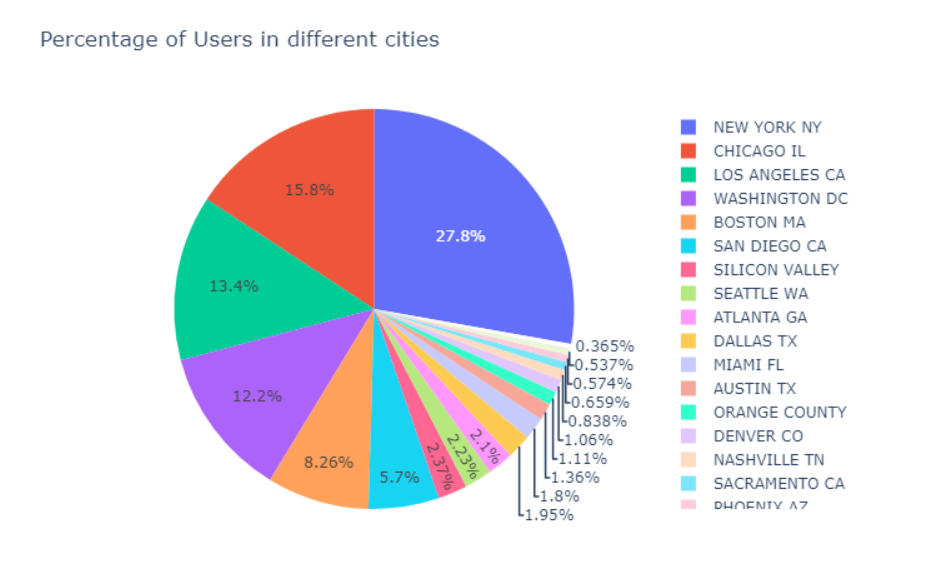 Percentage of Users in different cities
NEW YORK NY
CHICAGO IL
LOS ANGELES CA
WASHINGTON DC
BOSTON MA
SAN DIEGO CA
SILICON VALLEY
SEATTLE WA
ATLANTA GA
DALLAS TX
MIAMI FL
AUSTIN TX
ORANGE COUNTY
DENVER CO
NASHVILLE TN
SACRAMENTO CA
PHOENIX AZ
15.8%
27.8%
13.4%
12.2%
8.26%
5.7%
2.37%
2.23%
2.1%
0.365%
0.537%
0.574%
0.659%
0.838%
1.06%
1.11%
1.36%
1.8%
1.95%